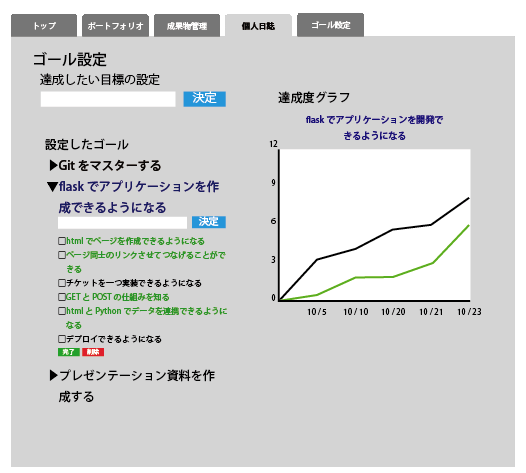 トップ
ポートフォリオ
成果物管理
個人日誌
ゴール設定
ゴール設定
達成したい目標の設定
決定
設定したゴール
▶Git をマスターする
▼flask でアプリケーションを作
成できるようになる
決定
□html でページを作成できるようになる
□ページ同士のリンクさせてつなげることがで
きる
□チケットを一つ実装できるようになる
□GET と POST の仕組みを知る
□html と Python でデータを連携できるように
なる
□デプロイできるようになる
完了 削除
▶プレゼンテーション資料を作
成する
達成度グラフ
flask でアプリケーションを開発で
きるようになる
12
9
6
3
0
10 / 5 10 / 10 10 / 20 10 / 21 10 / 23